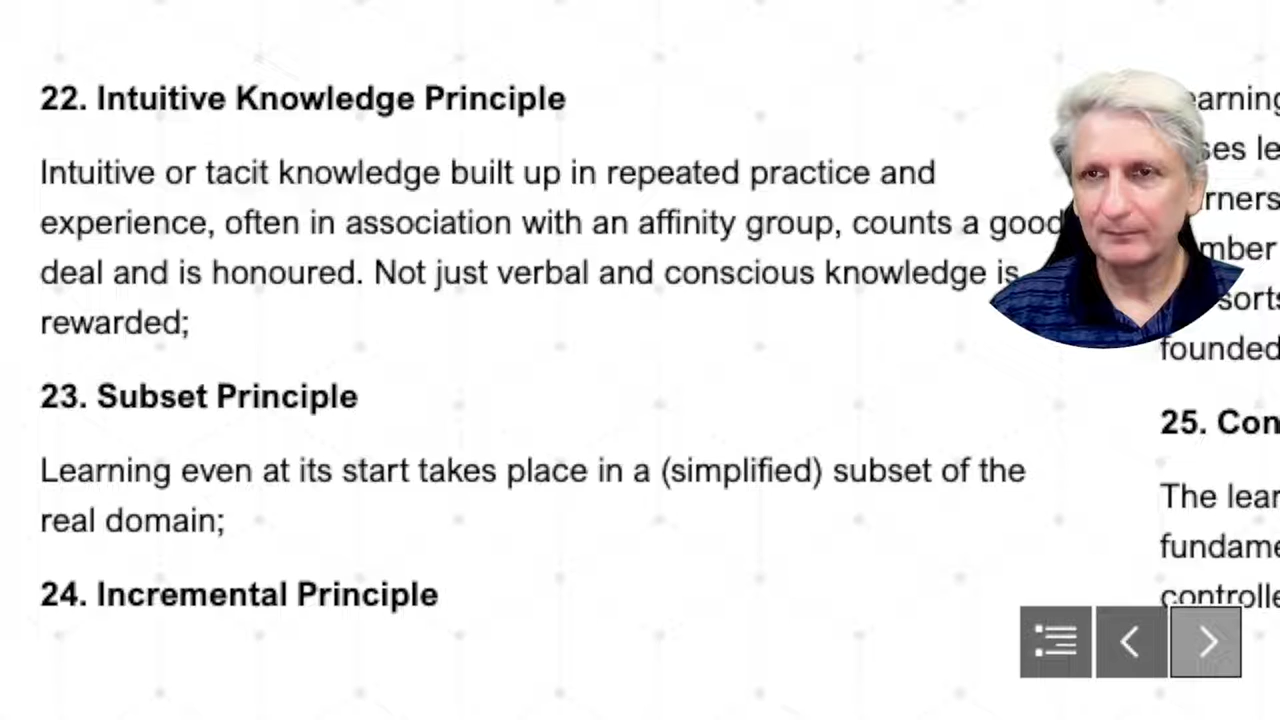 22. Intuitive Knowledge Principle
Intuitive or tacit knowledge built up in repeated practice and
experience, often in association with an affinity group, counts a good
deal and is honoured. Not just verbal and conscious knowledge is
rewarded;
23. Subset Principle
Learning even at its start takes place in a (simplified) subset of the
real domain;
24. Incremental Principle
founded
25.
The